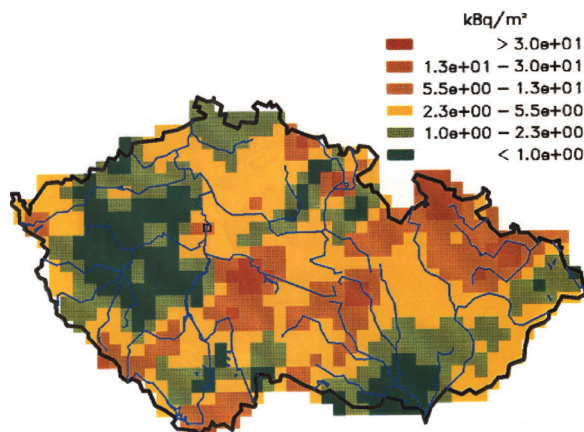 kBq/m²
> 3.0e+01
1.3e+01 – 3.0e+01
5.5e+00 – 1.3e+01
2.3e+00 – 5.5e+00
1.0e+00 – 2.3e+00
< 1.0e+00